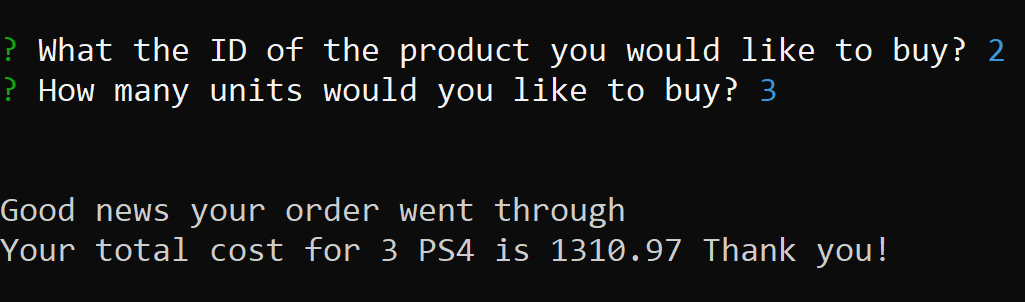 ? What the ID of the product you would like to buy? 2
? How many units would you like to buy? 3
Good news your order went through
Your total cost for 3 PS4 is 1310.97 Thank you!